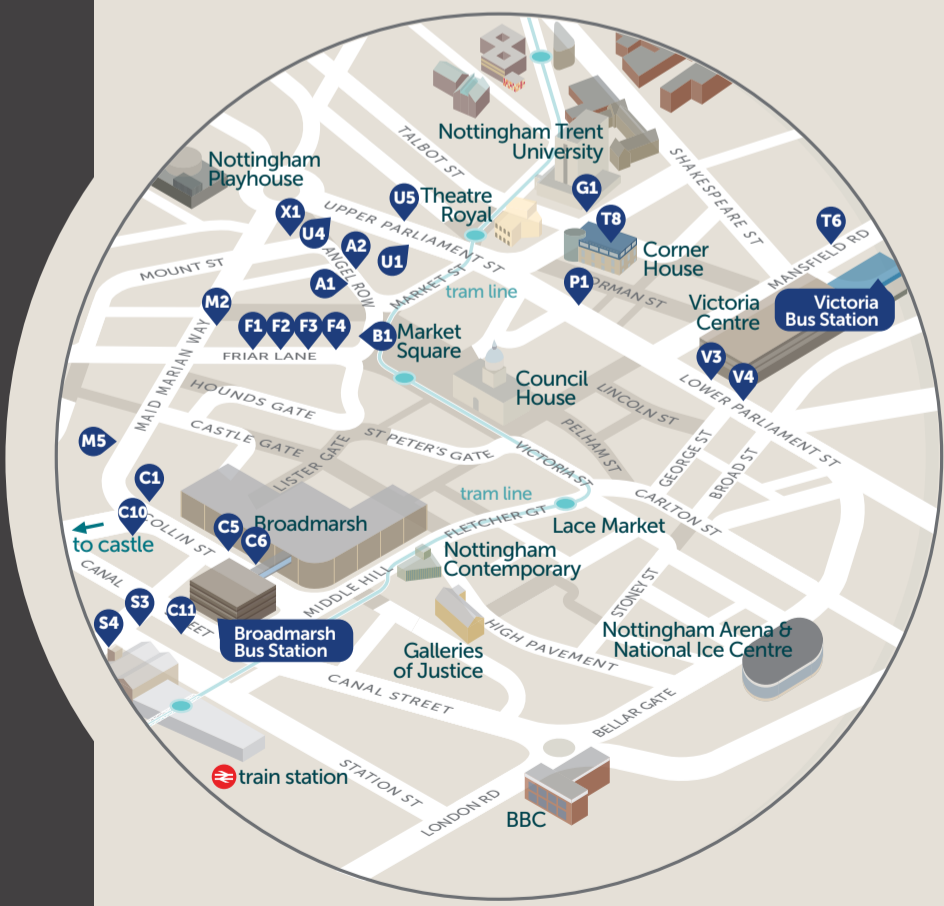 Nottingham Trent
University
TALBOT ST
SHAKESPEARE ST
Nottingham
Playhouse
G1
U5
Theatre
Royal
X1
U4
UPPER PARLIAMENT ST
T8
T6
A2
U1
ANGEL ROW
Corner
House
MANSFIELD RD
MOUNT ST
A1
MARKET ST
tram line
P1
NORMAN ST
Victoria
Centre
Victoria
Bus Station
M2
F1
F2
F3
F4
B1
Market
Square
FRIAR LANE
MAID MARIAN WAY
V3
V4
Council
House
LINCOLN ST
LOWER PARLIAMENT ST
HOUNDS GATE
CASTLE GATE
LISTER GATE
ST PETER'S GATE
PELHAM ST
VICTORIA ST
GEORGE ST
BROAD ST
M5
C1
C10
COLLIN ST
to castle
C5
C6
Broadmarsh
tram line
FLETCHER GT
Lace Market
CARLTON ST
Nottingham
Contemporary
MIDDLE HILL
STONEY ST
CANAL
STREET
S3
S4
C11
Broadmarsh
Bus Station
Galleries
of Justice
HIGH PAVEMENT
Nottingham Arena &
National Ice Centre
CANAL STREET
BELLAR GATE
train station
STATION ST
LONDON RD
BBC